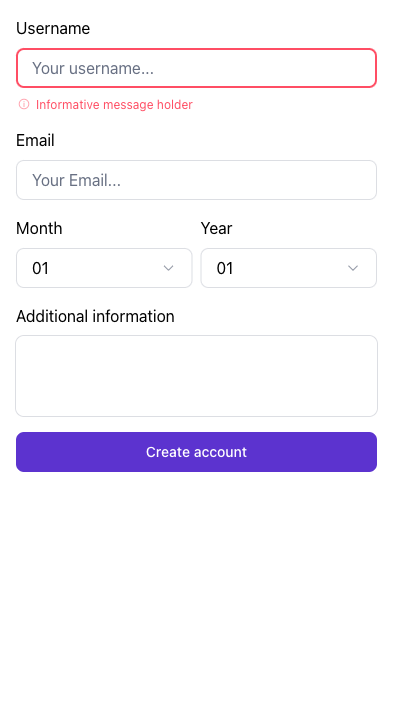 Username
Your username...
Informative message holder
Email
Your Email...
Month Year
01 01
Additional information
Create account